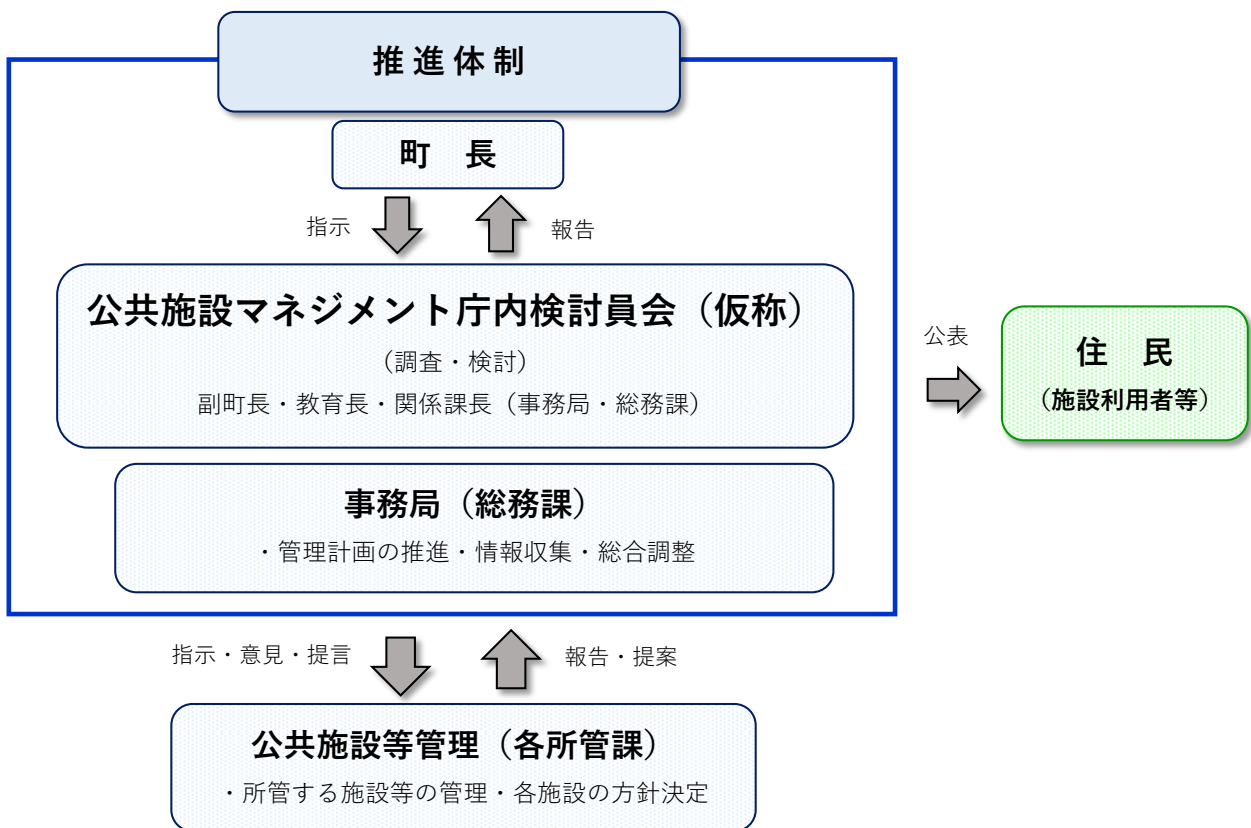 推進体制
町　長
指示
報告
公共施設マネジメント庁内検討員会（仮称）
（調査・検討）
副町長・教育長・関係課長（事務局・総務課）
公表
住　民
（施設利用者等）
事務局（総務課）
・管理計画の推進・情報収集・総合調整
指示・意見・提言
報告・提案
公共施設等管理（各所管課）
・所管する施設等の管理・各施設の方針決定